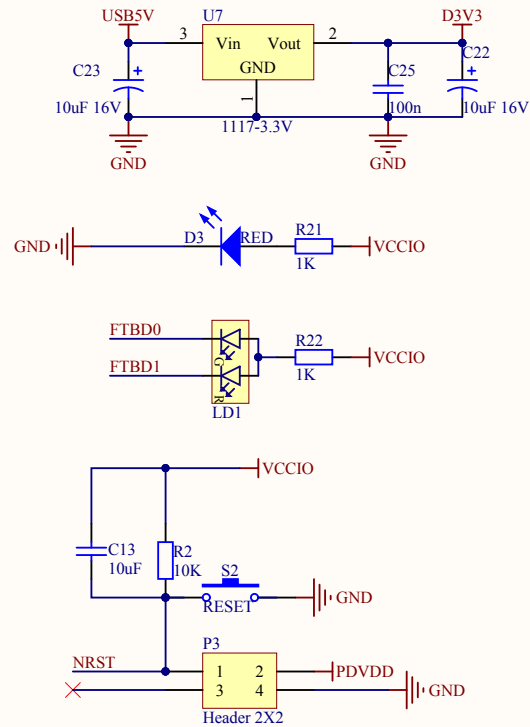 USB5V
U7
D3V3
3
Vin
Vout
2
C23
GND
C25
C22
10uF 16V
1
100n
10uF 16V
1117-3.3V
GND
GND
GND
D3
RED
R21
VCCIO
1K
FTBD0
G
R22
VCCIO
FTBD1
R
1K
LD1
VCCIO
C13
10uF
R2
10K
S2
RESET
GND
P3
NRST
1
2
PDVDD
3
4
GND
Header 2X2